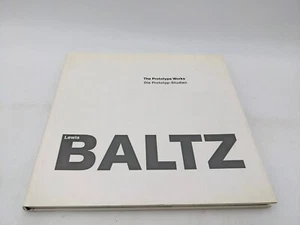 The Prototype Works
Die Prototyp-Studien
Lewis
BALTZ